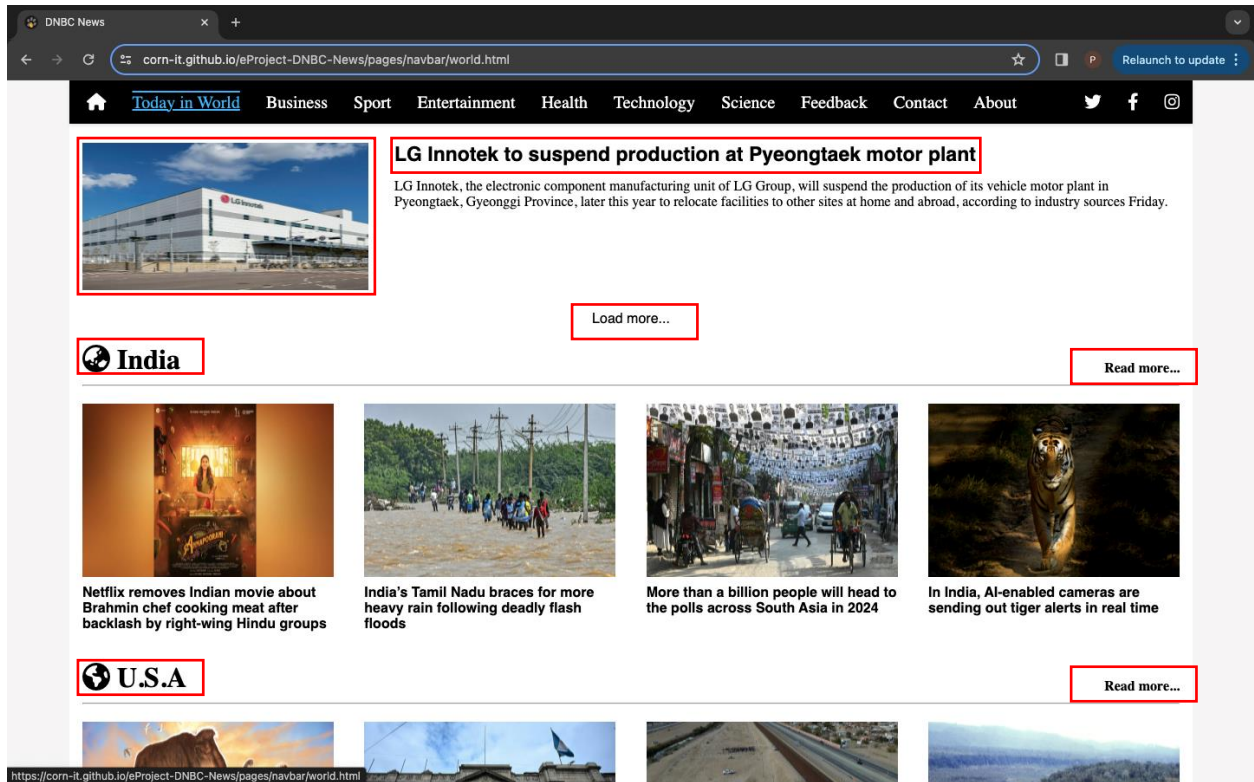 DNBC News
corn-it.github.io/eProject-DNBC-News/pages/navbar/world.html
P
Relaunch to update
Today in World Business Sport Entertainment Health Technology Science Feedback Contact About
LG Innotek
LG Innotek to suspend production at Pyeongtaek motor plant
LG Innotek, the electronic component manufacturing unit of LG Group, will suspend the production of its vehicle motor plant in
Pyeongtaek, Gyeonggi Province, later this year to relocate facilities to other sites at home and abroad, according to industry sources Friday.
Load more...
India
Read more...
ANNAPOORANI
Netflix removes Indian movie about
Brahmin chef cooking meat after
backlash by right-wing Hindu groups
India's Tamil Nadu braces for more
heavy rain following deadly flash
floods
More than a billion people will head to
the polls across South Asia in 2024
In India, AI-enabled cameras are
sending out tiger alerts in real time
U.S.A
Read more...
https://corn-it.github.io/eProject-DNBC-News/pages/navbar/world.html